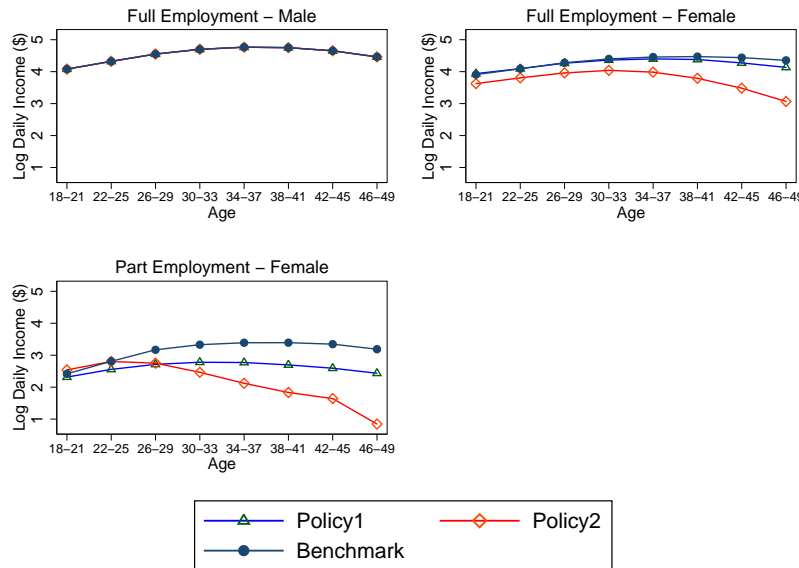 Full Employment – Male
Log Daily Income ($)
5
4
3
2
1
18–21 22–25 26–29 30–33 34–37 38–41 42–45 46–49
Age
Full Employment – Female
Log Daily Income ($)
5
4
3
2
1
18–21 22–25 26–29 30–33 34–37 38–41 42–45 46–49
Age
Part Employment – Female
Log Daily Income ($)
5
4
3
2
1
18–21 22–25 26–29 30–33 34–37 38–41 42–45 46–49
Age
Policy1 Policy2
Benchmark